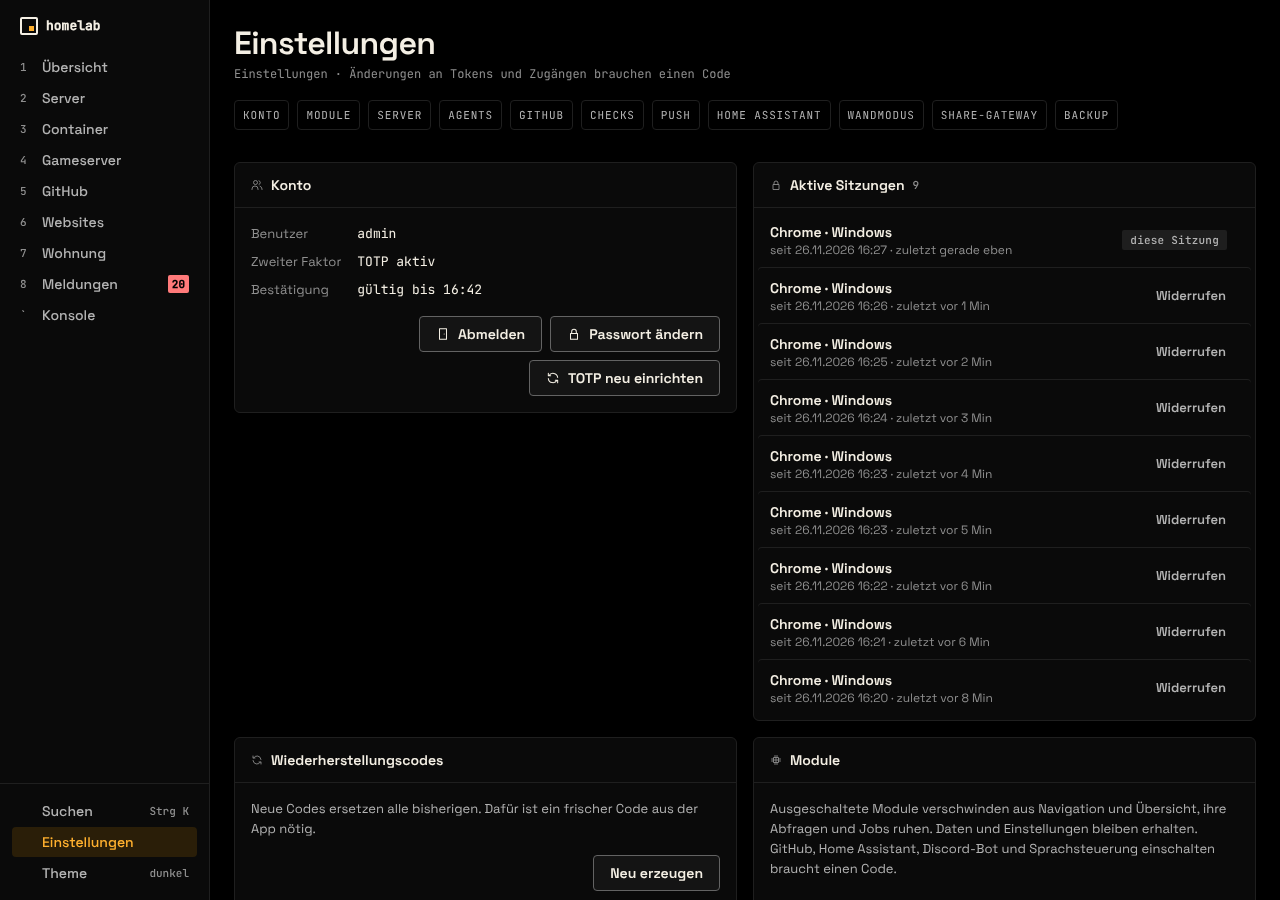 homelab
1 Übersicht
2 Server
3 Container
4 Gameserver
5 GitHub
6 Websites
7 Wohnung
8 Meldungen 20
` Konsole
Suchen Strg K
Einstellungen
Theme dunkel
Einstellungen
Einstellungen · Änderungen an Tokens und Zugängen brauchen einen Code
KONTO MODULE SERVER AGENTS GITHUB CHECKS PUSH HOME ASSISTANT WANDMODUS SHARE-GATEWAY BACKUP
Konto
Benutzer admin
Zweiter Faktor TOTP aktiv
Bestätigung gültig bis 16:42
Abmelden Passwort ändern
TOTP neu einrichten
Aktive Sitzungen 9
Chrome · Windows
seit 26.11.2026 16:27 · zuletzt gerade eben
diese Sitzung
Chrome · Windows
seit 26.11.2026 16:26 · zuletzt vor 1 Min
Widerrufen
Chrome · Windows
seit 26.11.2026 16:25 · zuletzt vor 2 Min
Widerrufen
Chrome · Windows
seit 26.11.2026 16:24 · zuletzt vor 3 Min
Widerrufen
Chrome · Windows
seit 26.11.2026 16:23 · zuletzt vor 4 Min
Widerrufen
Chrome · Windows
seit 26.11.2026 16:23 · zuletzt vor 5 Min
Widerrufen
Chrome · Windows
seit 26.11.2026 16:22 · zuletzt vor 6 Min
Widerrufen
Chrome · Windows
seit 26.11.2026 16:21 · zuletzt vor 6 Min
Widerrufen
Chrome · Windows
seit 26.11.2026 16:20 · zuletzt vor 8 Min
Widerrufen
Wiederherstellungscodes
Neue Codes ersetzen alle bisherigen. Dafür ist ein frischer Code aus der
App nötig.
Neu erzeugen
Module
Ausgeschaltete Module verschwinden aus Navigation und Übersicht, ihre
Abfragen und Jobs ruhen. Daten und Einstellungen bleiben erhalten.
GitHub, Home Assistant, Discord-Bot und Sprachsteuerung einschalten
braucht einen Code.